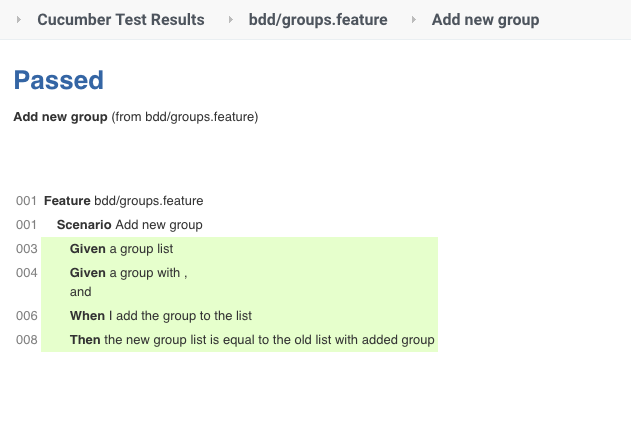 Cucumber Test Results bdd/groups.feature Add new group
Passed
Add new group (from bdd/groups.feature)
001 Feature bdd/groups.feature
001 Scenario Add new group
003 Given a group list
004 Given a group with ,
and
006 When I add the group to the list
008 Then the new group list is equal to the old list with added group